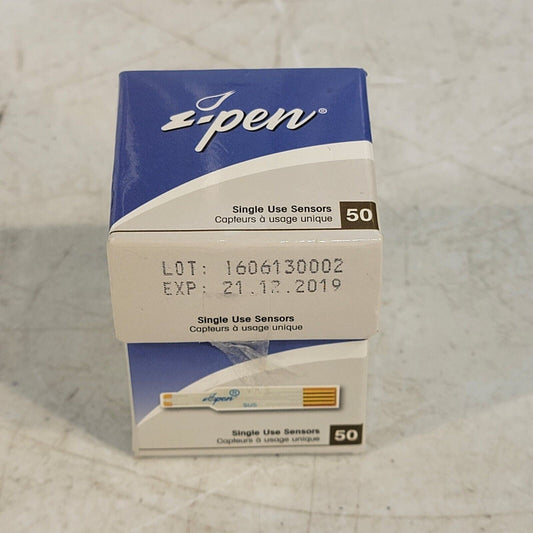 i-pen®
Single Use Sensors
Capteurs à usage unique
50
LOT: 1606130002
EXP: 21.12.2019
Single Use Sensors
Capteurs à usage unique
i-pen®
SUS
Single Use Sensors
Capteurs à usage unique
50